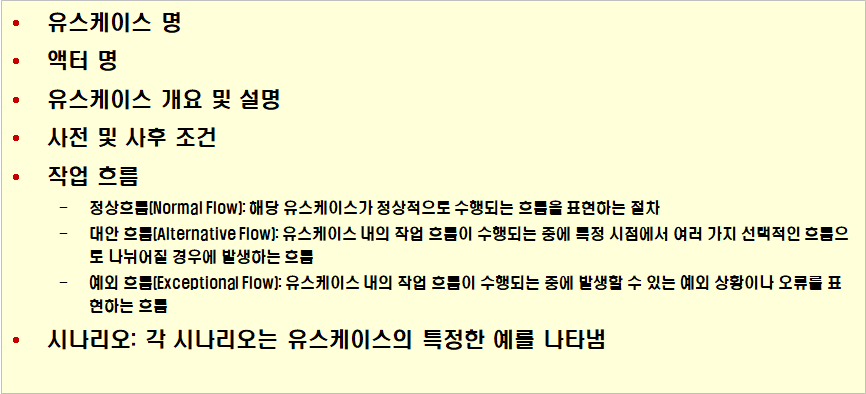 • 유스케이스 명
• 액터 명
• 유스케이스 개요 및 설명
• 사전 및 사후 조건
• 작업 흐름
– 정상흐름(Normal Flow): 해당 유스케이스가 정상적으로 수행되는 흐름을 표현하는 절차
– 대안 흐름(Alternative Flow): 유스케이스 내의 작업 흐름이 수행되는 중에 특정 시점에서 여러 가지 선택적인 흐름으
로 나뉘어질 경우에 발생하는 흐름
– 예외 흐름(Exceptional Flow): 유스케이스 내의 작업 흐름이 수행되는 중에 발생할 수 있는 예외 상황이나 오류를 표
현하는 흐름
• 시나리오: 각 시나리오는 유스케이스의 특정한 예를 나타냄